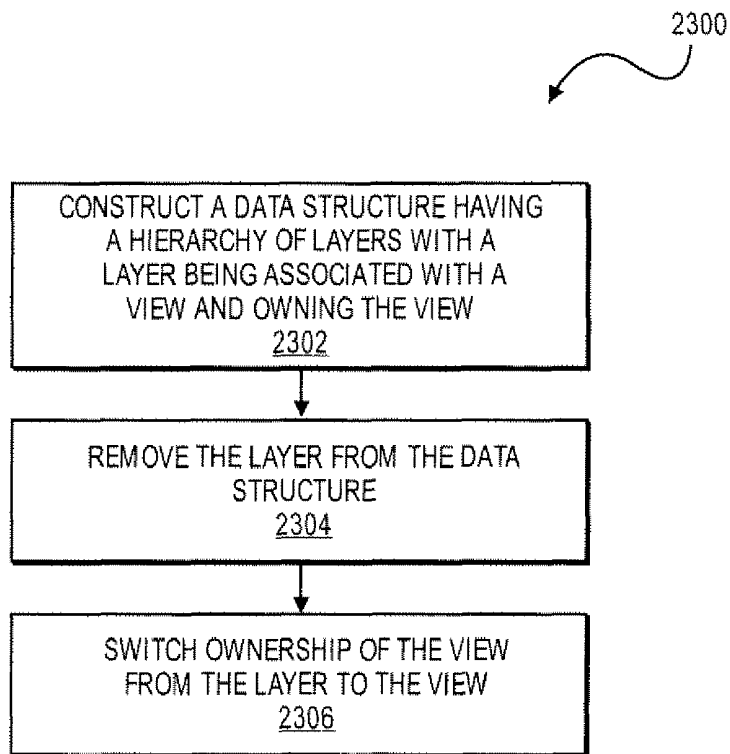 2300
CONSTRUCT A DATA STRUCTURE HAVING
A HIERARCHY OF LAYERS WITH A
LAYER BEING ASSOCIATED WITH A
VIEW AND OWNING THE VIEW
2302
REMOVE THE LAYER FROM THE DATA
STRUCTURE
2304
SWITCH OWNERSHIP OF THE VIEW
FROM THE LAYER TO THE VIEW
2306